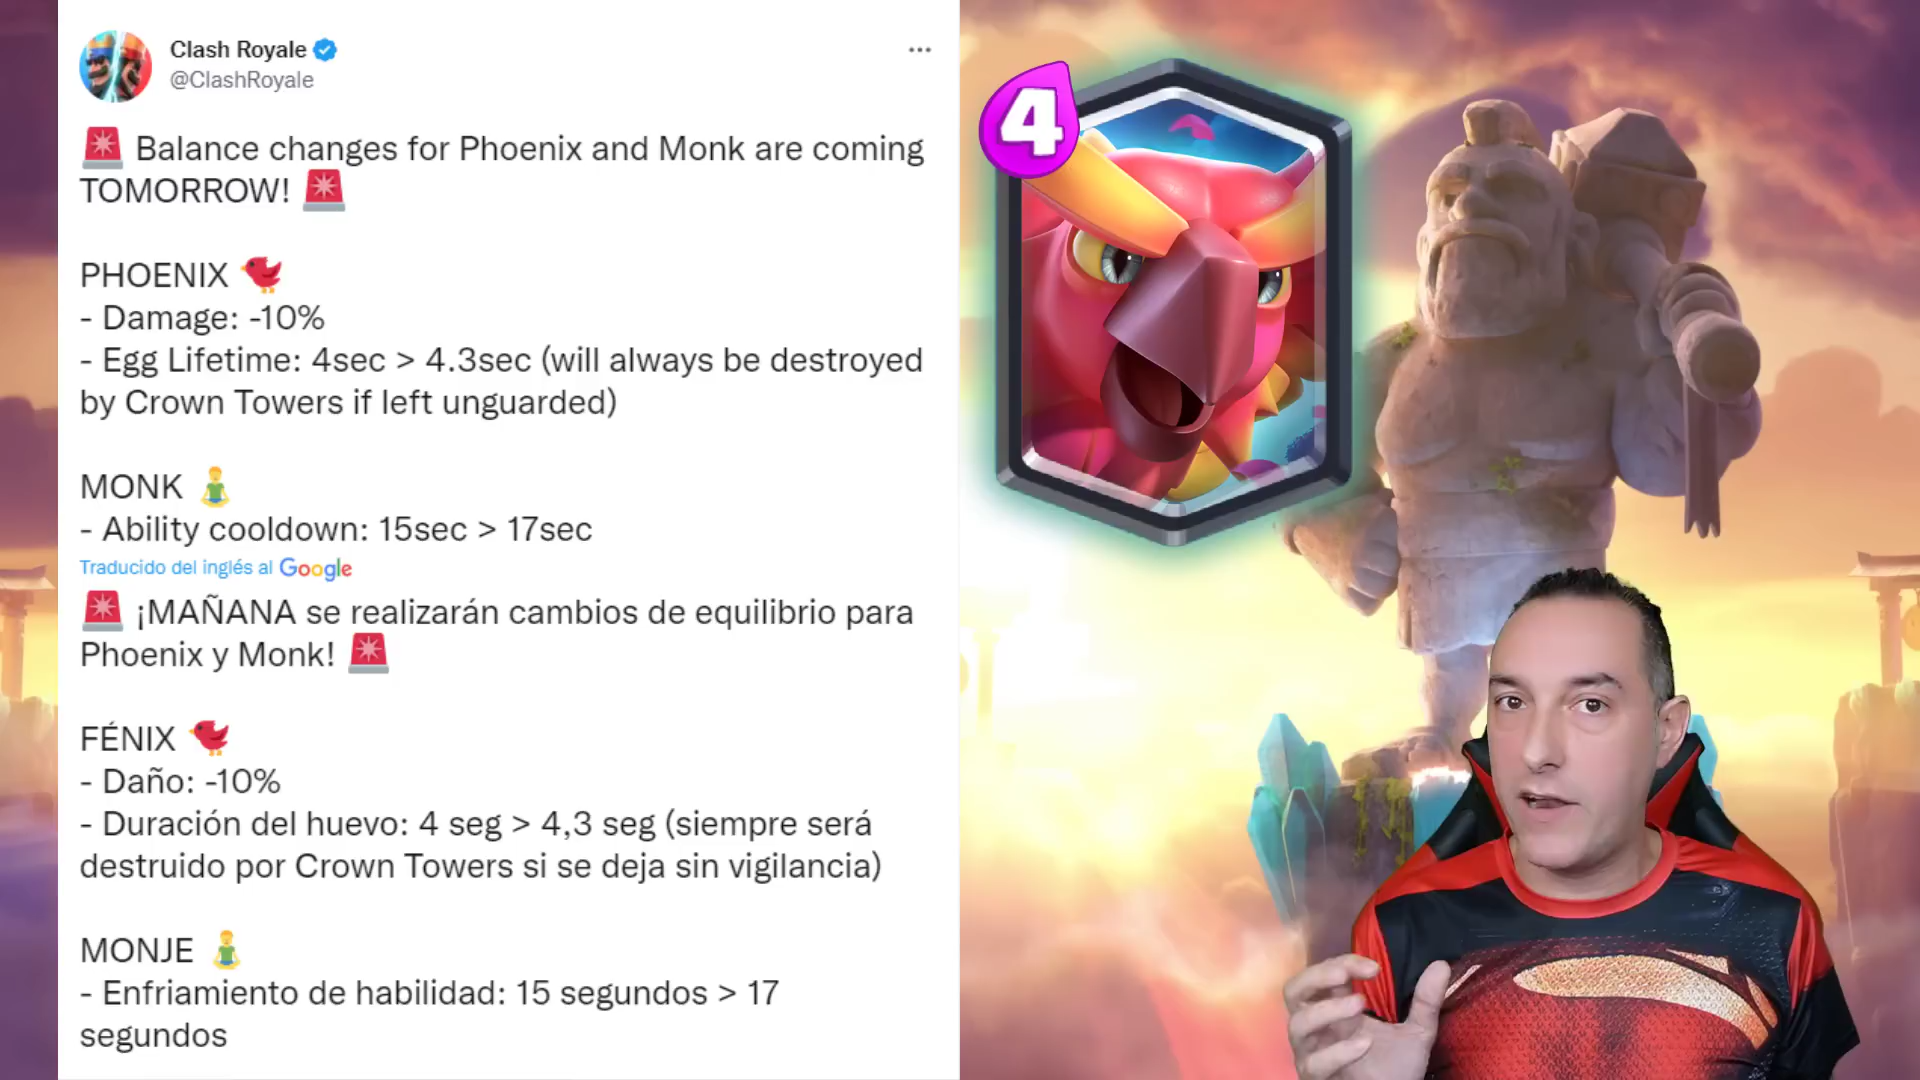 Clash Royale
@ClashRoyale
Balance changes for Phoenix and Monk are coming
TOMORROW!
PHOENIX
- Damage: -10%
- Egg Lifetime: 4sec > 4.3sec (will always be destroyed
by Crown Towers if left unguarded)
MONK
- Ability cooldown: 15sec > 17sec
Traducido del inglés al Google
¡MAÑANA se realizarán cambios de equilibrio para
Phoenix y Monk!
FÉNIX
- Daño: -10%
- Duración del huevo: 4 seg > 4,3 seg (siempre será
destruido por Crown Towers si se deja sin vigilancia)
MONJE
- Enfriamiento de habilidad: 15 segundos > 17
segundos
4